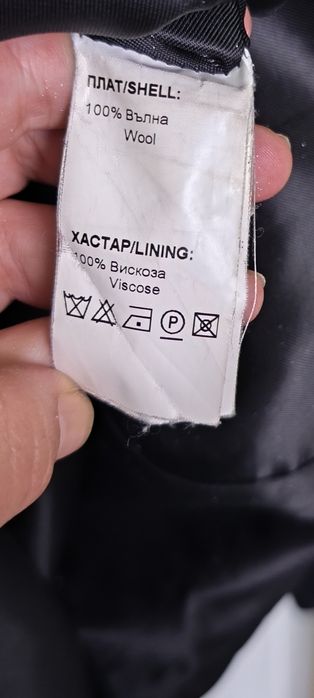 ПЛАТ/SHELL:
100% Вълна
Wool
ХАСТАР/LINING:
100% Вискоза
Viscose
P